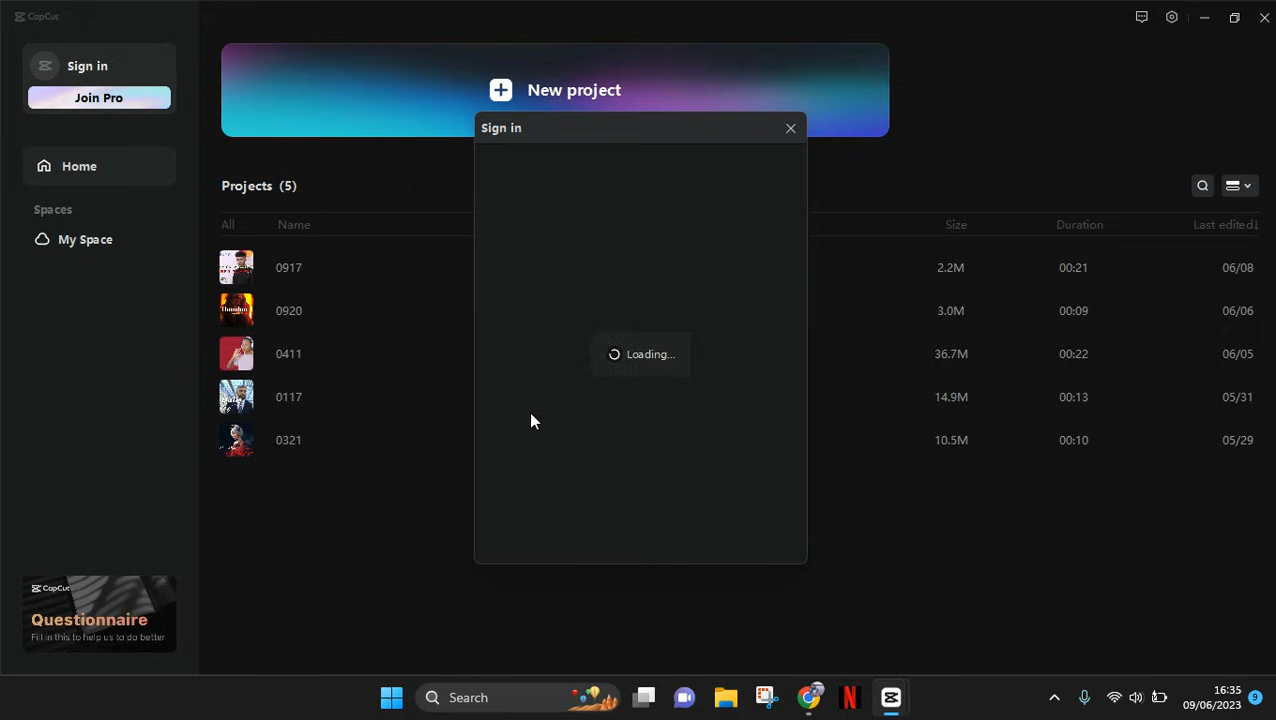 CapCut
Sign in
Join Pro
Home
Spaces
My Space
CapCut
Questionnaire
Fill in this to help us to do better
New project
Sign in
Loading...
Projects (5)
All Name Size Duration Last edited↓
0917 2.2M 00:21 06/08
0920 3.0M 00:09 06/06
0411 36.7M 00:22 06/05
0117 14.9M 00:13 05/31
0321 10.5M 00:10 05/29
Search
N
16:35
09/06/2023
9